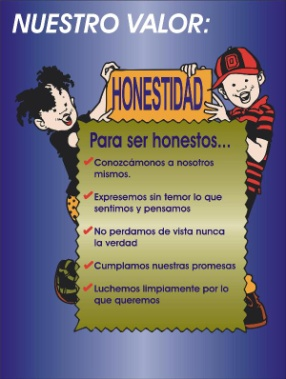 NUESTRO VALOR:
HONESTIDAD
Para ser honestos...
Conozcámonos a nosotros
mismos.
Expresemos sin temor lo que
sentimos y pensamos
No perdamos de vista nunca
la verdad
Cumplamos nuestras promesas
Luchemos limpiamente por lo
que queremos